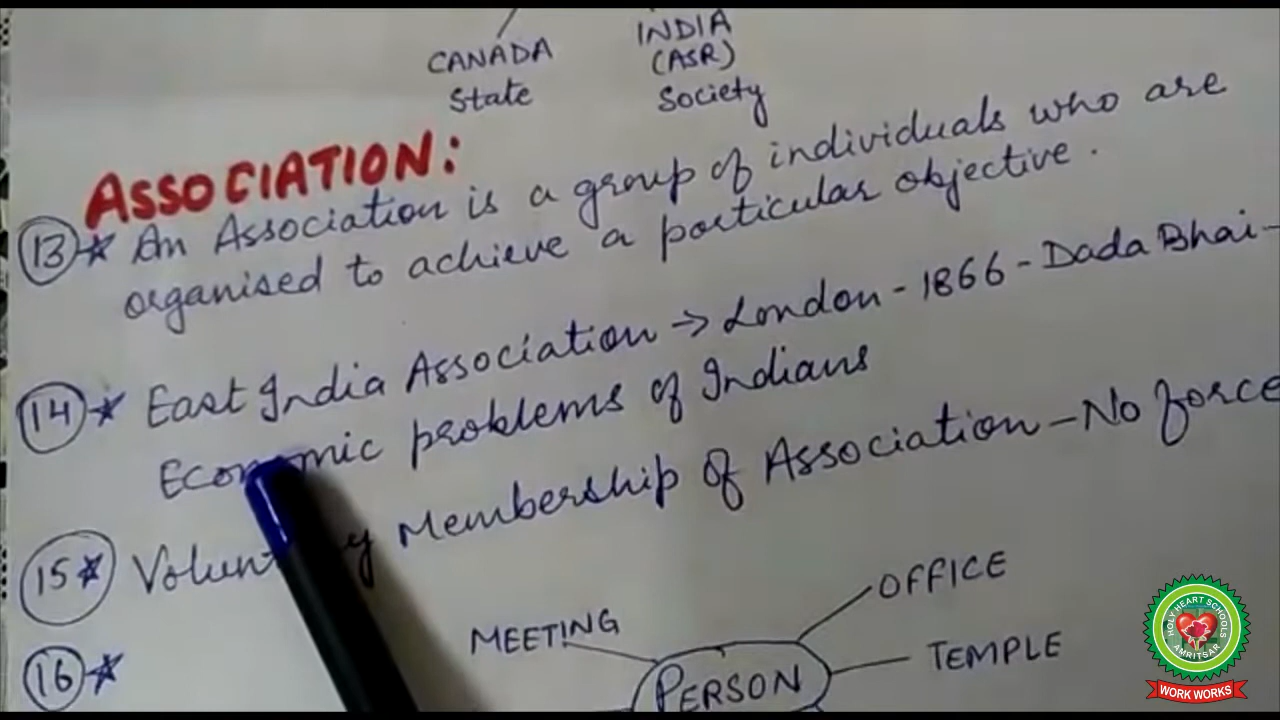 CANADA
State
INDIA
(ASR)
Society
ASSOCIATION:
13 An Association is a group of individuals who are
organised to achieve a particular objective.
14 East India Association → London - 1866 - Dada Bhai -
Economic problems of Indians
15 Membership of Association - No force
16
MEETING
OFFICE
TEMPLE
PERSON
HOLY HEART SCHOOLS
AMRITSAR
WORK WORKS